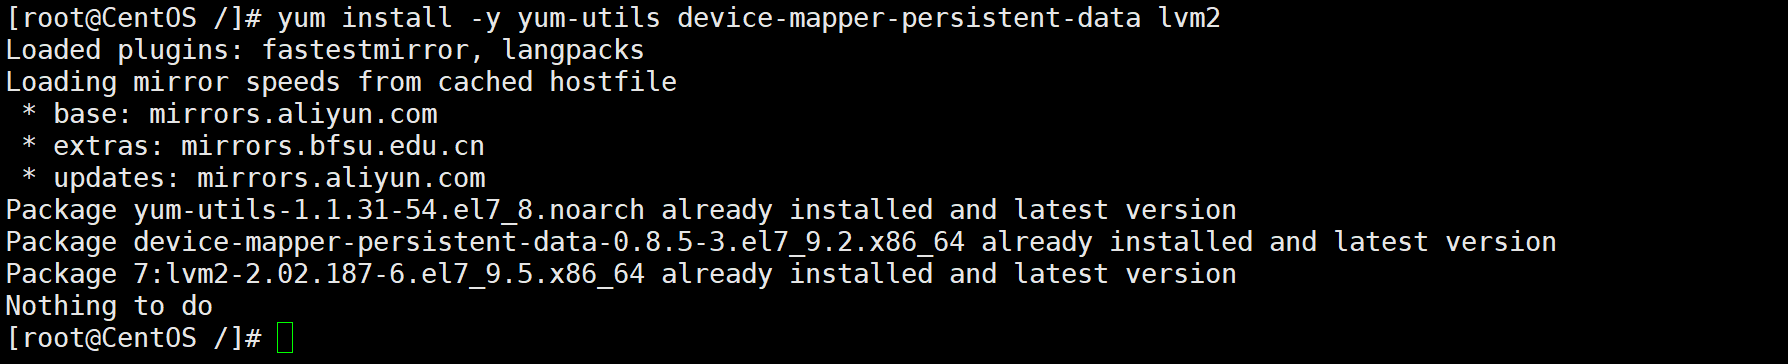 [root@CentOS /]# yum install -y yum-utils device-mapper-persistent-data lvm2
Loaded plugins: fastestmirror, langpacks
Loading mirror speeds from cached hostfile
 * base: mirrors.aliyun.com
 * extras: mirrors.bfsu.edu.cn
 * updates: mirrors.aliyun.com
Package yum-utils-1.1.31-54.el7_8.noarch already installed and latest version
Package device-mapper-persistent-data-0.8.5-3.el7_9.2.x86_64 already installed and latest version
Package 7:lvm2-2.02.187-6.el7_9.5.x86_64 already installed and latest version
Nothing to do
[root@CentOS /]#